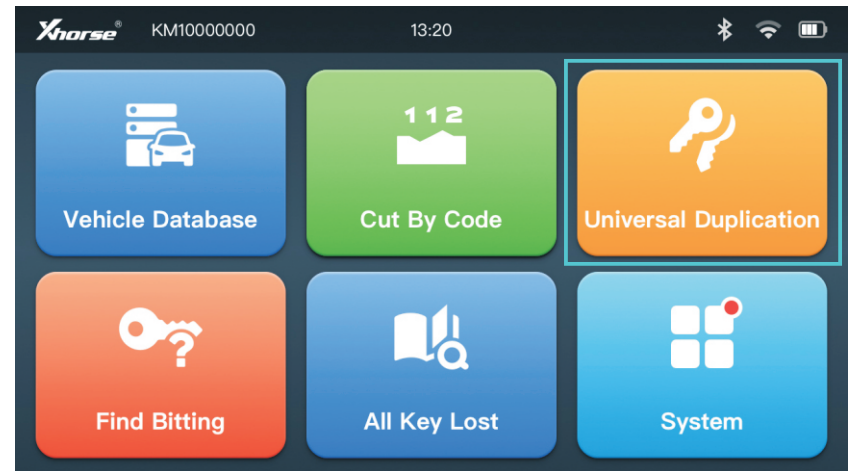 Xhorse® KM10000000 13:20
112
Vehicle Database Cut By Code Universal Duplication
?
Find Bitting All Key Lost System